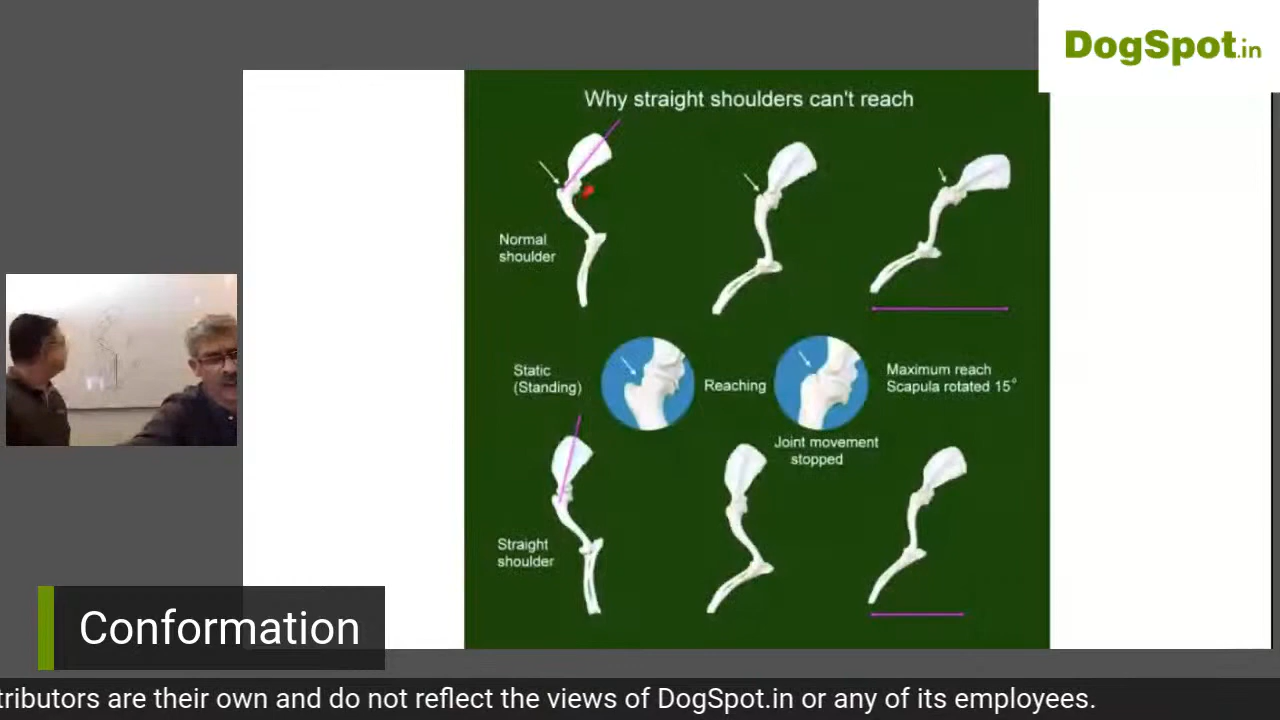 DogSpot.in
Why straight shoulders can't reach
Normal
shoulder
Static
(Standing)
Reaching
Maximum reach
Scapula rotated 15°
Joint movement
stopped
Straight
shoulder
Conformation
tributors are their own and do not reflect the views of DogSpot.in or any of its employees.